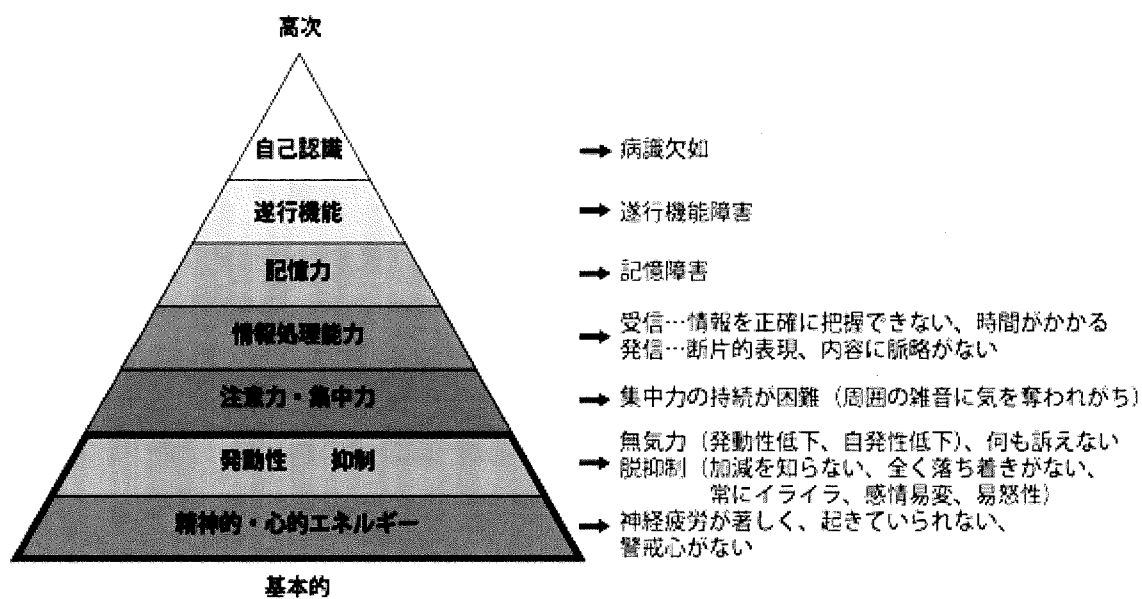 高次
自己認識
→ 病識欠如
遂行機能
→ 遂行機能障害
記憶力
→ 記憶障害
情報処理能力
→ 受信…情報を正確に把握できない、時間がかかる
発信…断片的表現、内容に脈略がない
注意力・集中力
→ 集中力の持続が困難（周囲の雑音に気を奪われがち）
発動性　抑制
→ 無気力（発動性低下、自発性低下）、何も訴えない
脱抑制（加減を知らない、全く落ち着きがない、
常にイライラ、感情易変、易怒性）
精神的・心的エネルギー
→ 神経疲労が著しく、起きていられない、
警戒心がない
基本的